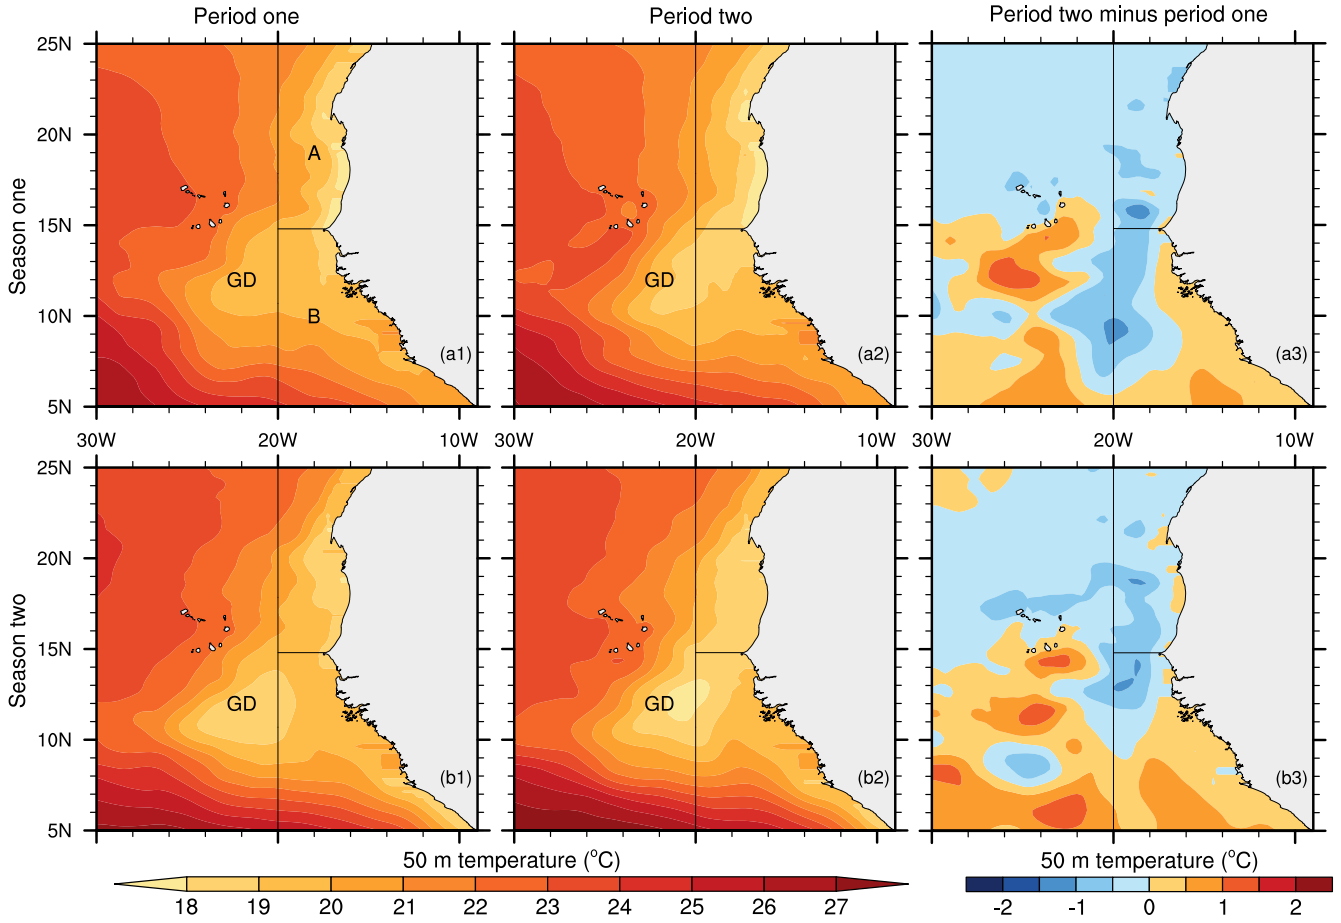 Period one Period two Period two minus period one
25N
Season one
20N
A
15N
GD GD
10N
B
(a1) (a2) (a3)
5N
30W 20W 10W 30W 20W 10W 30W 20W 10W
25N
Season two
20N
15N
GD GD
10N
(b1) (b2) (b3)
5N
50 m temperature (°C) 50 m temperature (°C)
18 19 20 21 22 23 24 25 26 27 -2 -1 0 1 2